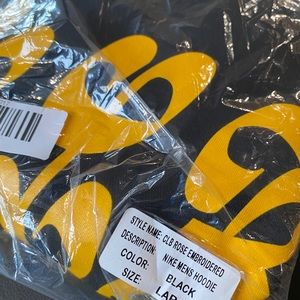 STYLE NAME: CLB ROSE EMBROIDERED
DESCRIPTION: NIKE MENS HOODIE
COLOR: BLACK
SIZE: